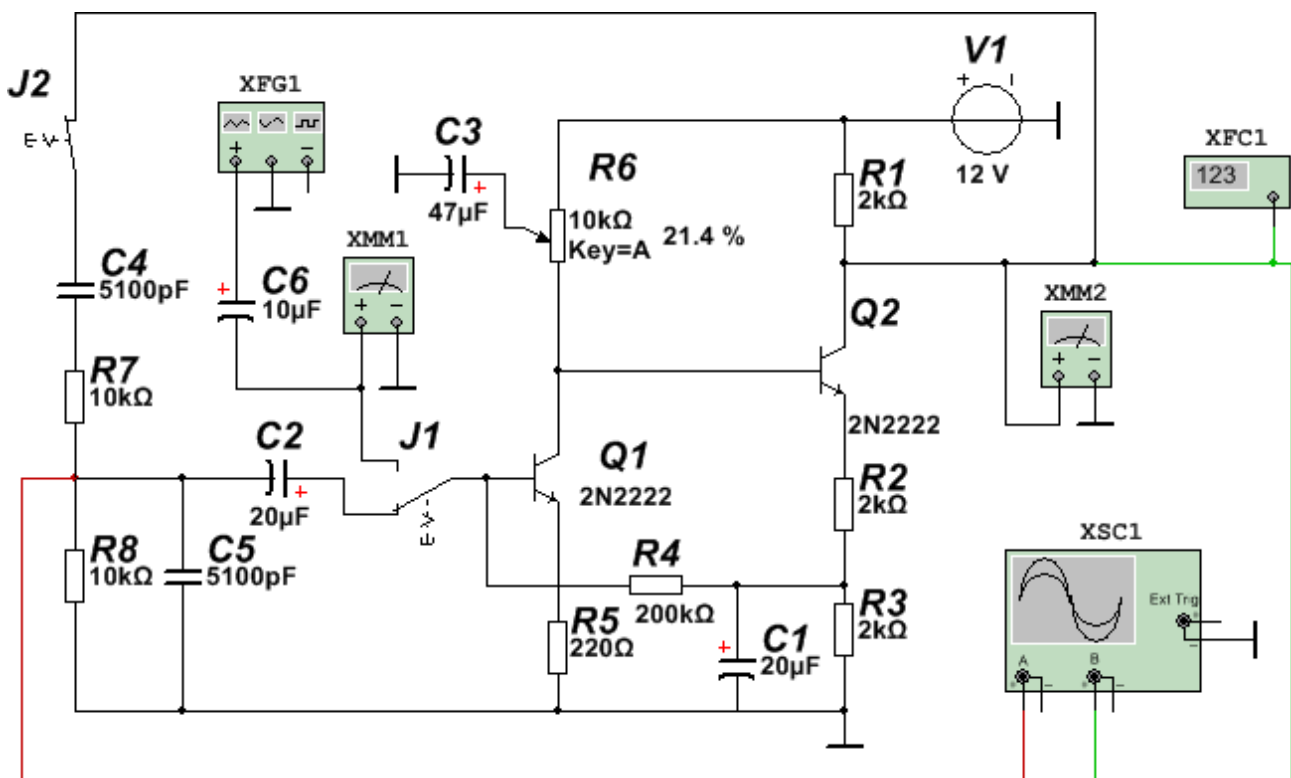 J2
XFG1
+
−
C3
+
47µF
R6
10kΩ
Key=A
21.4 %
V1
+
12 V
R1
2kΩ
XFC1
123
C4
5100pF
+
C6
10µF
XMM1
+ −
Q2
2N2222
XMM2
+ −
R7
10kΩ
C2
+
20µF
J1
Q1
2N2222
R2
2kΩ
R8
10kΩ
C5
5100pF
R4
200kΩ
R5
220Ω
+
C1
20µF
R3
2kΩ
XSC1
Ext Trig
+
−
A
B
+ − + −